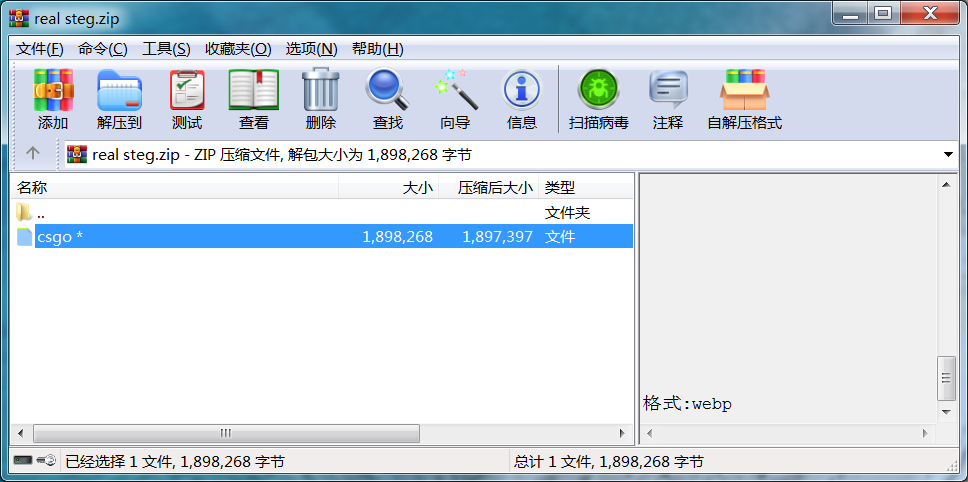 real steg.zip
文件(F) 命令(C) 工具(S) 收藏夹(O) 选项(N) 帮助(H)
添加 解压到 测试 查看 删除 查找 向导 信息 扫描病毒 注释 自解压格式
real steg.zip - ZIP 压缩文件, 解包大小为 1,898,268 字节
名称 大小 压缩后大小 类型
.. 文件夹
csgo * 1,898,268 1,897,397 文件
格式:webp
已经选择 1 文件, 1,898,268 字节 总计 1 文件, 1,898,268 字节